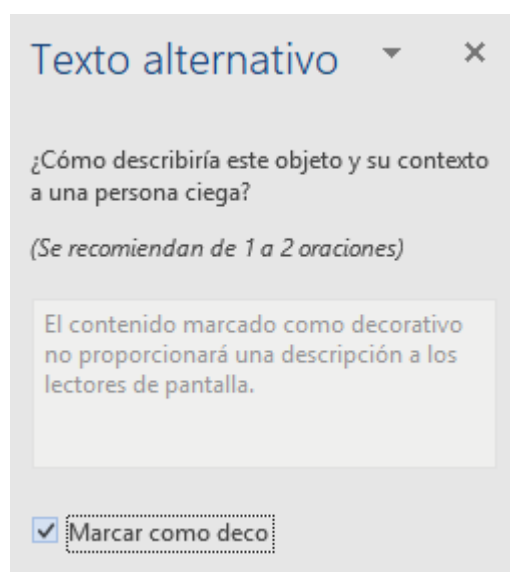 Texto alternativo
¿Cómo describiría este objeto y su contexto
a una persona ciega?
(Se recomiendan de 1 a 2 oraciones)
El contenido marcado como decorativo
no proporcionará una descripción a los
lectores de pantalla.
Marcar como deco